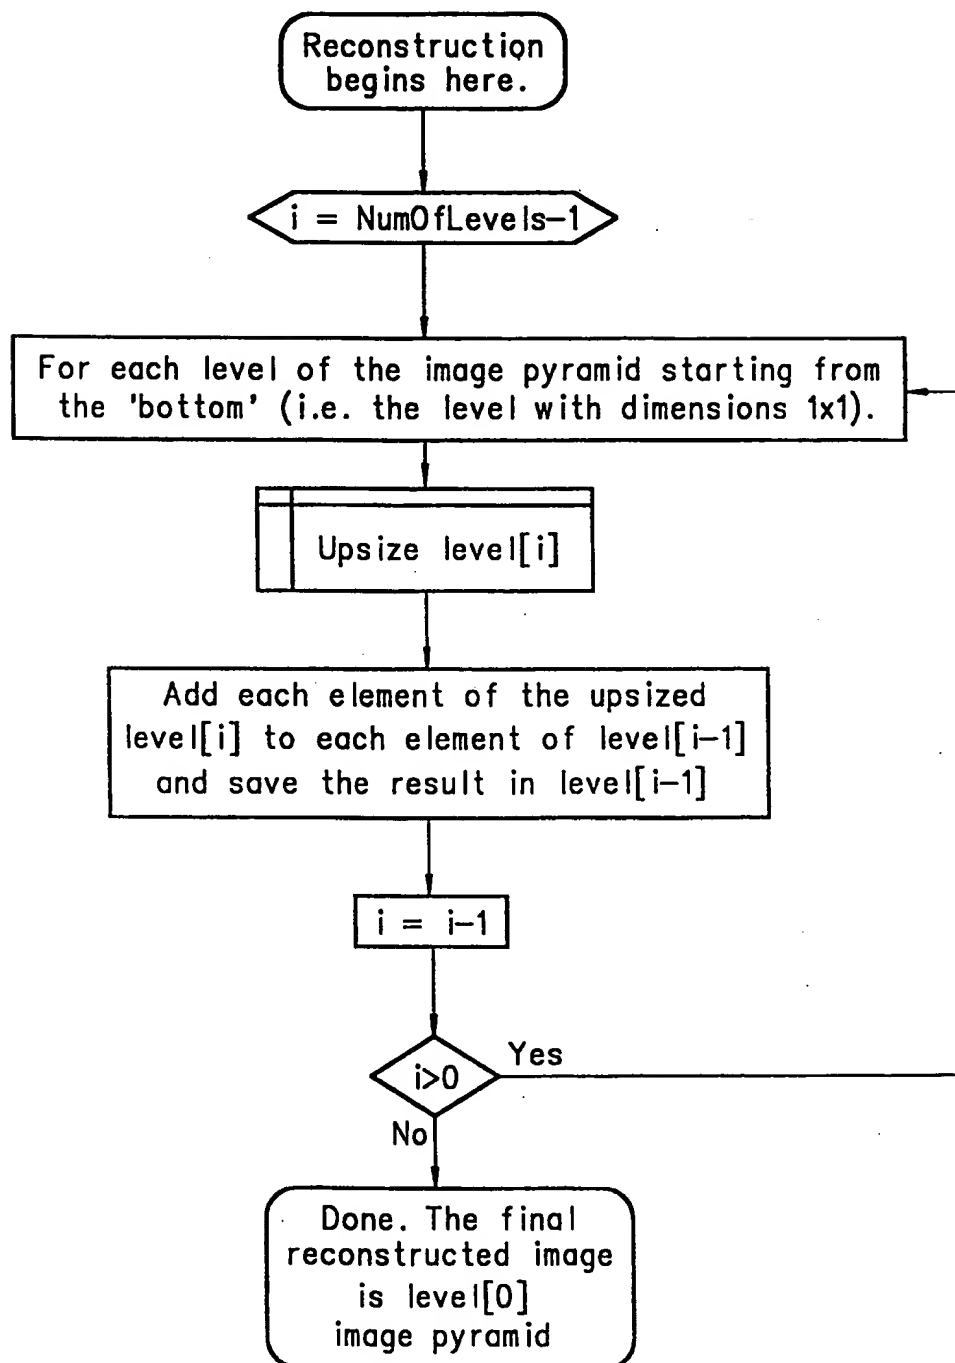 Reconstruction
begins here.
i = NumOfLevels-1
For each level of the image pyramid starting from
the 'bottom' (i.e. the level with dimensions 1x1).
Upsize level[i]
Add each element of the upsized
level[i] to each element of level[i-1]
and save the result in level[i-1]
i = i-1
i>0
Yes
No
Done. The final
reconstructed image
is level[0]
image pyramid